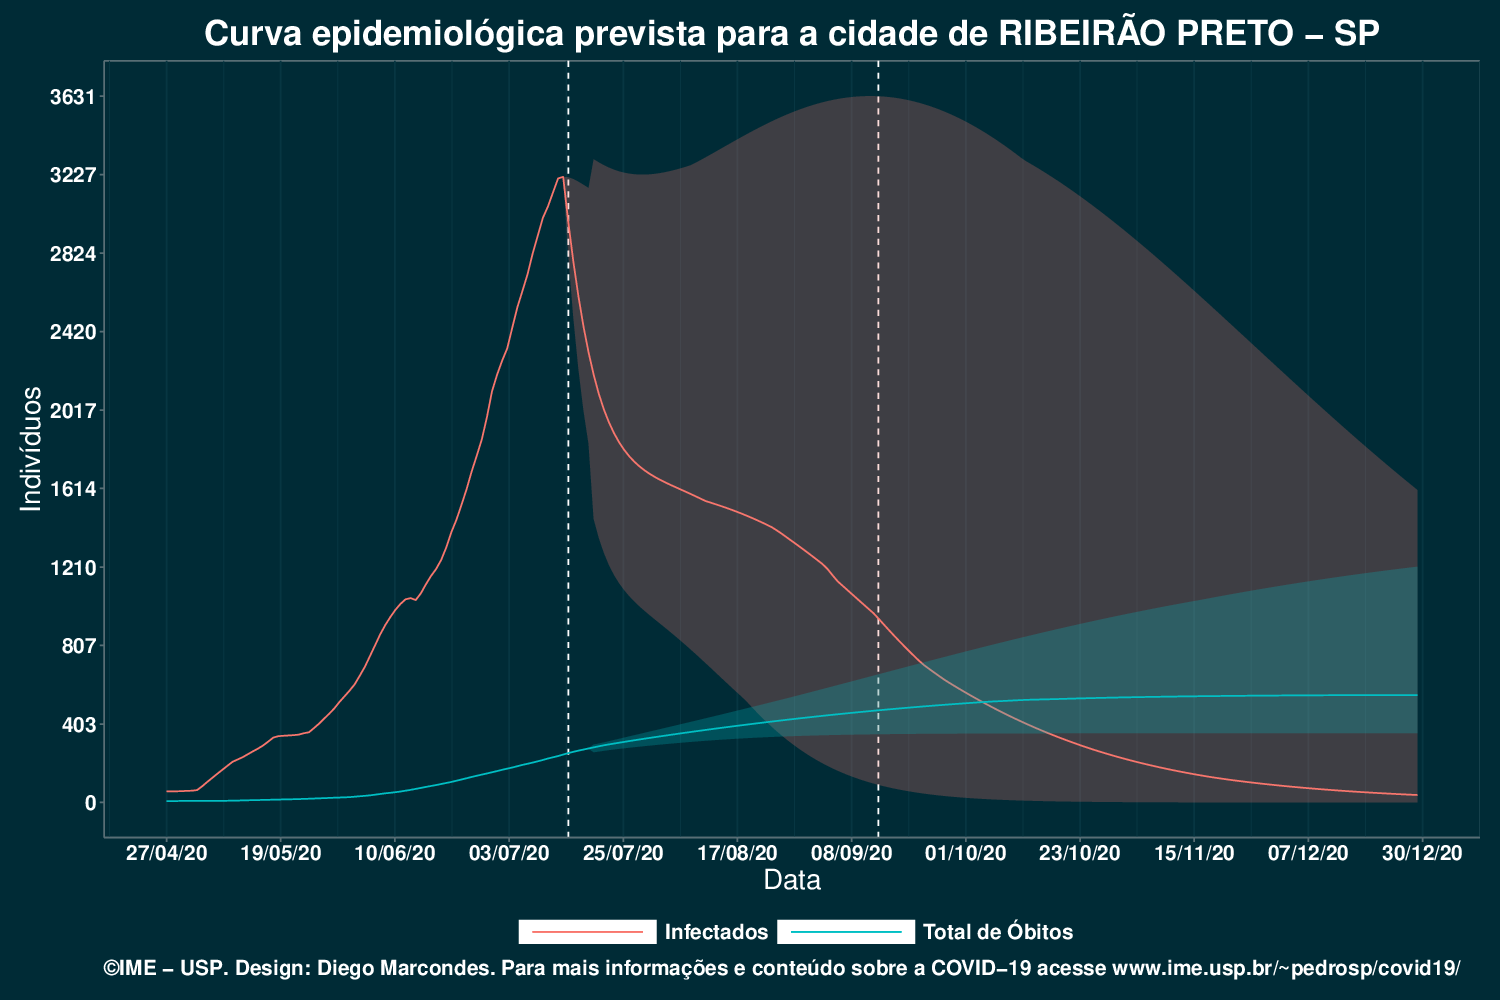 Curva epidemiológica prevista para a cidade de RIBEIRÃO PRETO – SP
3631
3227
2824
2420
2017
1614
1210
807
403
0
Indivíduos
27/04/20 19/05/20 10/06/20 03/07/20 25/07/20 17/08/20 08/09/20 01/10/20 23/10/20 15/11/20 07/12/20 30/12/20
Data
Infectados Total de Óbitos
©IME – USP. Design: Diego Marcondes. Para mais informações e conteúdo sobre a COVID–19 acesse www.ime.usp.br/~pedrosp/covid19/